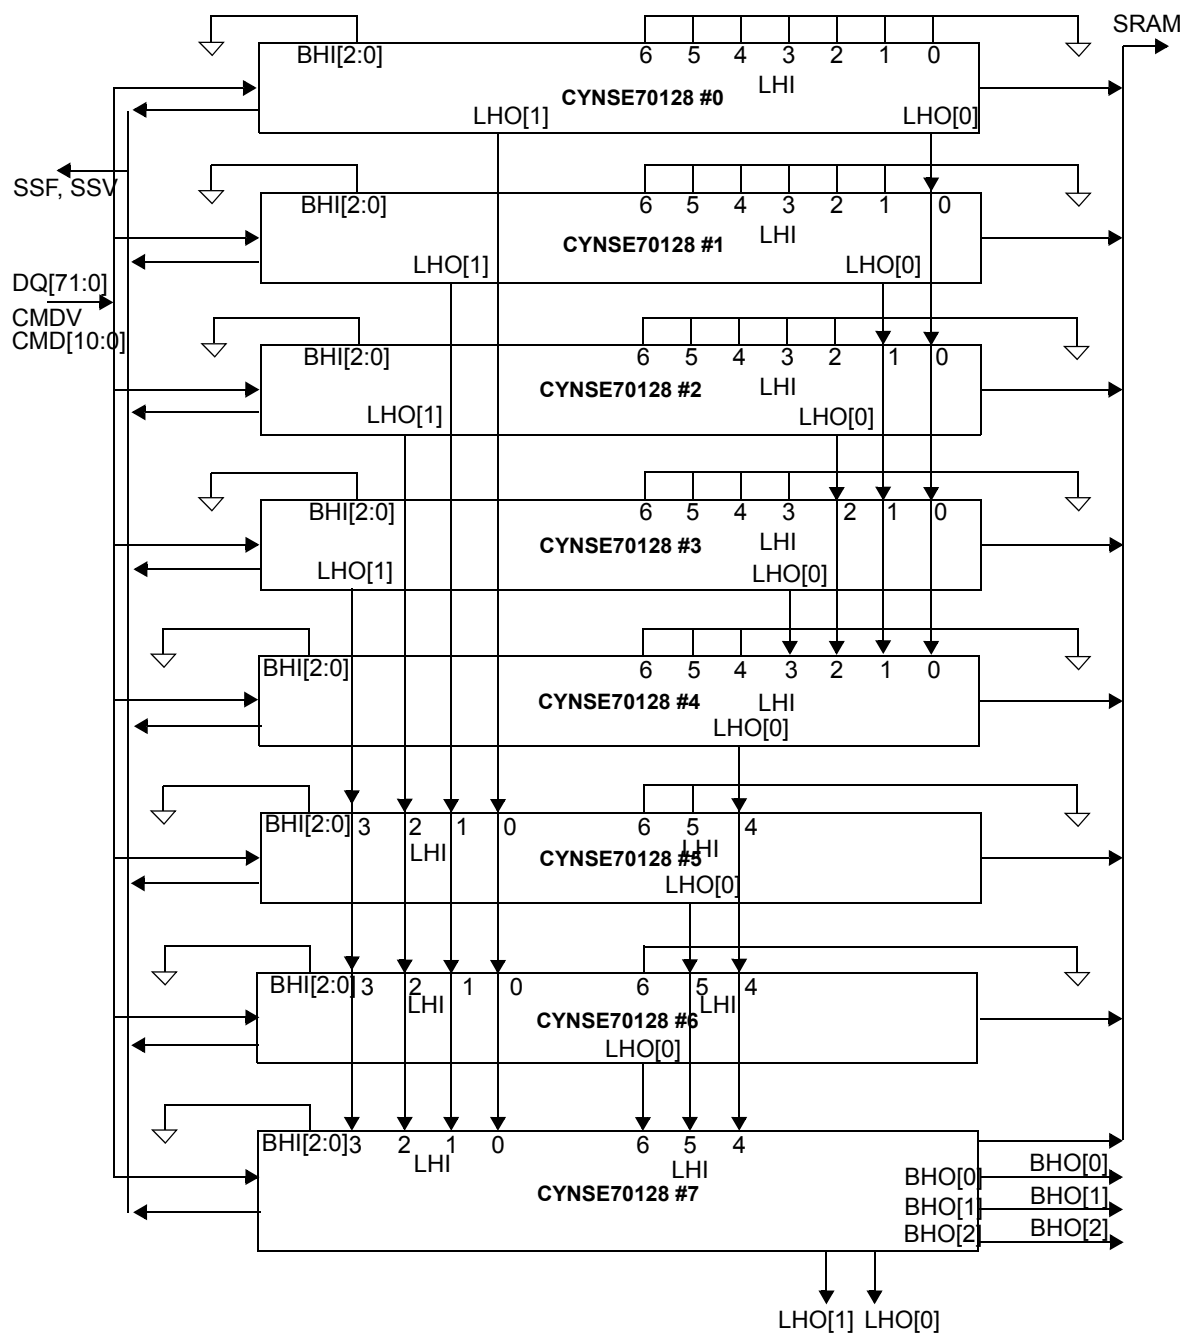 SRAM
BHI[2:0] 6 5 4 3 2 1 0
LHI
CYNSE70128 #0
LHO[1] LHO[0]
SSF, SSV
BHI[2:0] 6 5 4 3 2 1 0
LHI
CYNSE70128 #1
LHO[1] LHO[0]
DQ[71:0]
CMDV
CMD[10:0]
BHI[2:0] 6 5 4 3 2 1 0
LHI
CYNSE70128 #2
LHO[1] LHO[0]
BHI[2:0] 6 5 4 3 2 1 0
LHI
CYNSE70128 #3
LHO[1] LHO[0]
BHI[2:0] 6 5 4 3 2 1 0
CYNSE70128 #4 LHI
LHO[0]
BHI[2:0] 3 2 1 0 6 5 4
LHI LHI
CYNSE70128 #5
LHO[0]
BHI[2:0] 3 2 1 0 6 5 4
LHI LHI
CYNSE70128 #6
LHO[0]
BHI[2:0] 3 2 1 0 6 5 4
LHI LHI
CYNSE70128 #7
BHO[0] BHO[0]
BHO[1] BHO[1]
BHO[2] BHO[2]
LHO[1] LHO[0]